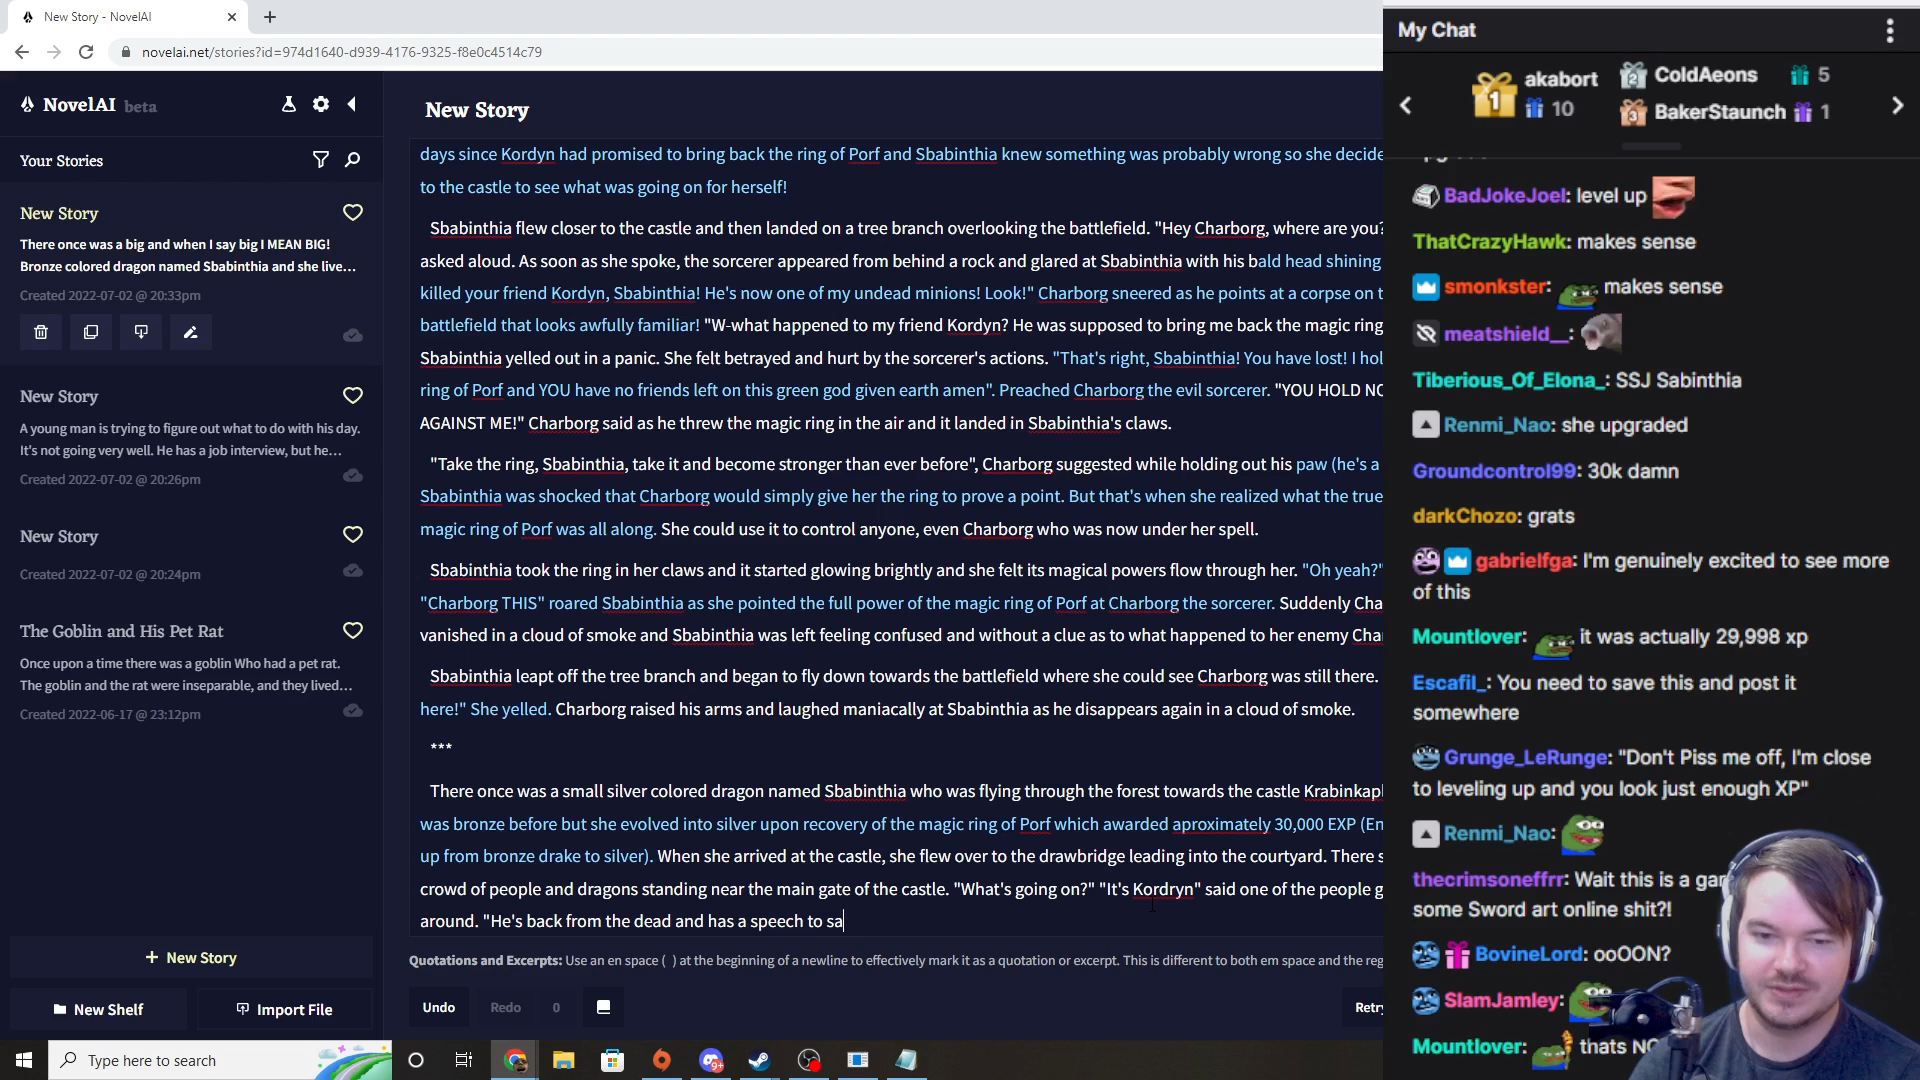 New Story - NovelAI
novelai.net/stories?id=974d1640-d939-4176-9325-f8e0c4514c79
NovelAI beta
Your Stories
New Story
There once was a big and when I say big I MEAN BIG!
Bronze colored dragon named Sbabinthia and she live...
Created 2022-07-02 @ 20:33pm
New Story
A young man is trying to figure out what to do with his day.
It's not going very well. He has a job interview, but he...
Created 2022-07-02 @ 20:26pm
New Story
Created 2022-07-02 @ 20:24pm
The Goblin and His Pet Rat
Once upon a time there was a goblin Who had a pet rat.
The goblin and the rat were inseparable, and they lived...
Created 2022-06-17 @ 23:12pm
+ New Story
New Shelf
Import File
New Story
days since Kordyn had promised to bring back the ring of Porf and Sbabinthia knew something was probably wrong so she decide
to the castle to see what was going on for herself!
Sbabinthia flew closer to the castle and then landed on a tree branch overlooking the battlefield. "Hey Charborg, where are you?
asked aloud. As soon as she spoke, the sorcerer appeared from behind a rock and glared at Sbabinthia with his bald head shining
killed your friend Kordyn, Sbabinthia! He's now one of my undead minions! Look!" Charborg sneered as he points at a corpse on t
battlefield that looks awfully familiar! "W-what happened to my friend Kordyn? He was supposed to bring me back the magic ring
Sbabinthia yelled out in a panic. She felt betrayed and hurt by the sorcerer's actions. "That's right, Sbabinthia! You have lost! I hol
ring of Porf and YOU have no friends left on this green god given earth amen". Preached Charborg the evil sorcerer. "YOU HOLD NO
AGAINST ME!" Charborg said as he threw the magic ring in the air and it landed in Sbabinthia's claws.
"Take the ring, Sbabinthia, take it and become stronger than ever before", Charborg suggested while holding out his paw (he's a
Sbabinthia was shocked that Charborg would simply give her the ring to prove a point. But that's when she realized what the true
magic ring of Porf was all along. She could use it to control anyone, even Charborg who was now under her spell.
Sbabinthia took the ring in her claws and it started glowing brightly and she felt its magical powers flow through her. "Oh yeah?"
"Charborg THIS" roared Sbabinthia as she pointed the full power of the magic ring of Porf at Charborg the sorcerer. Suddenly Cha
vanished in a cloud of smoke and Sbabinthia was left feeling confused and without a clue as to what happened to her enemy Char
Sbabinthia leapt off the tree branch and began to fly down towards the battlefield where she could see Charborg was still there.
here!" She yelled. Charborg raised his arms and laughed maniacally at Sbabinthia as he disappears again in a cloud of smoke.
***
There once was a small silver colored dragon named Sbabinthia who was flying through the forest towards the castle Krabinkapl
was bronze before but she evolved into silver upon recovery of the magic ring of Porf which awarded aproximately 30,000 EXP (En
up from bronze drake to silver). When she arrived at the castle, she flew over to the drawbridge leading into the courtyard. There s
crowd of people and dragons standing near the main gate of the castle. "What's going on?" "It's Kordryn" said one of the people g
around. "He's back from the dead and has a speech to sa
Quotations and Excerpts: Use an en space ( ) at the beginning of a newline to effectively mark it as a quotation or excerpt. This is different to both em space and the reg
Undo
Redo
0
Retry
Type here to search
9+
My Chat
1 akabort 10
2 ColdAeons 5
3 BakerStaunch 1
BadJokeJoel: level up
ThatCrazyHawk: makes sense
smonkster: makes sense
meatshield__:
Tiberious_Of_Elona_: SSJ Sabinthia
Renmi_Nao: she upgraded
Groundcontrol99: 30k damn
darkChozo: grats
gabrielfga: I'm genuinely excited to see more
of this
Mountlover: it was actually 29,998 xp
Escafil_: You need to save this and post it
somewhere
Grunge_LeRunge: "Don't Piss me off, I'm close
to leveling up and you look just enough XP"
Renmi_Nao:
thecrimsoneffrr: Wait this is a gar
some Sword art online shit?!
BovineLord: ooOON?
SlamJamley:
Mountlover: thats NO